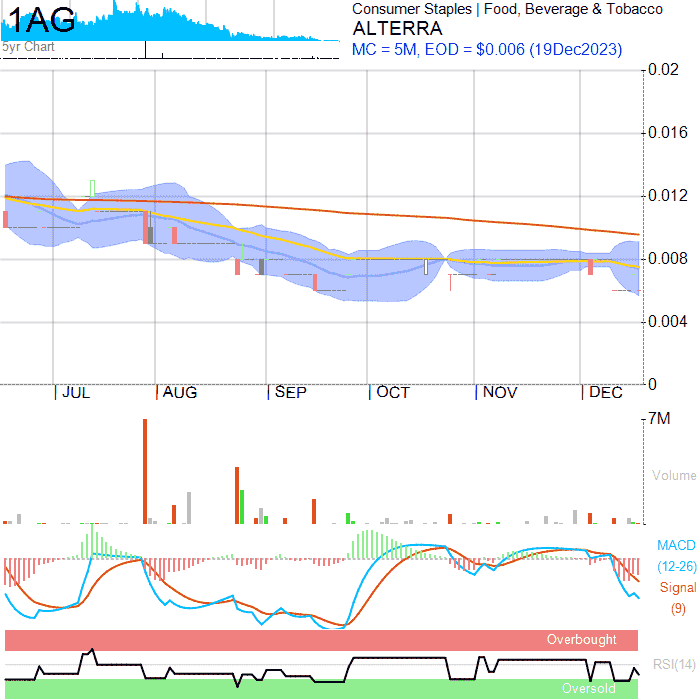 1AG
5yr Chart
Consumer Staples | Food, Beverage & Tobacco
ALTERRA
MC = 5M, EOD = $0.006 (19Dec2023)
0.02
0.016
0.012
0.008
0.004
0
JUL
AUG
SEP
OCT
NOV
DEC
7M
Volume
MACD
(12-26)
Signal
(9)
Overbought
RSI(14)
Oversold